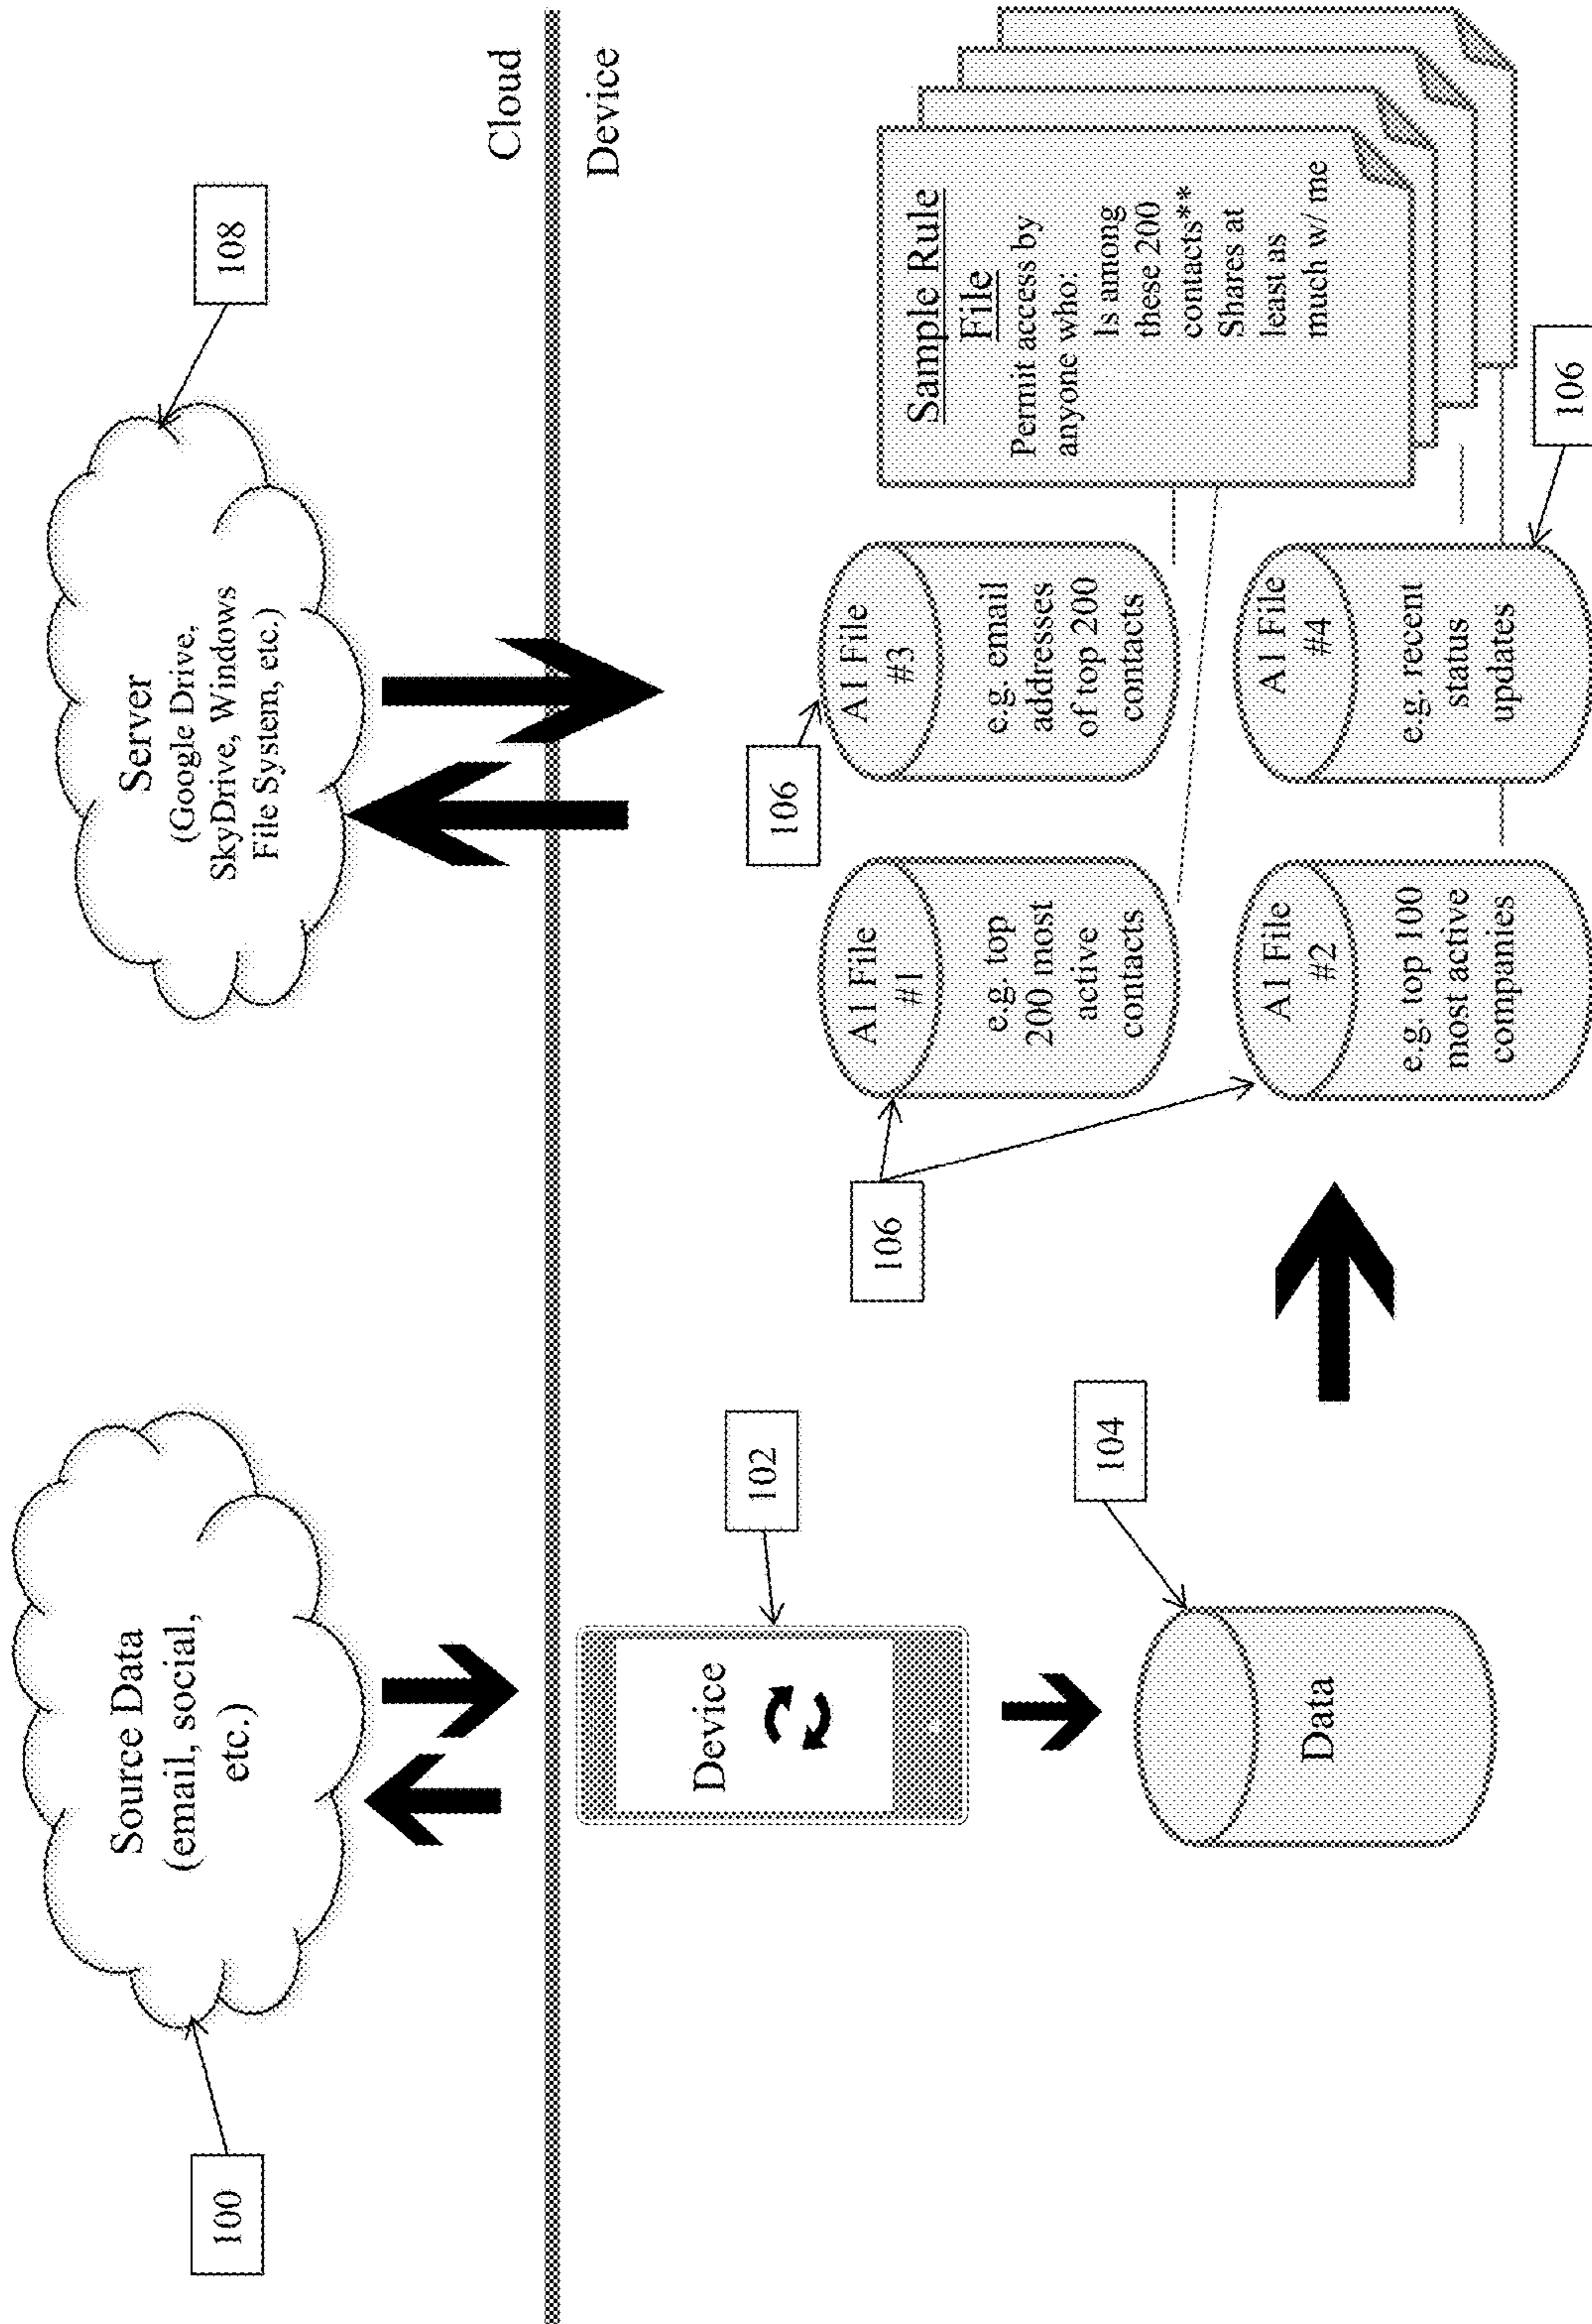 100
Source Data
(email, social,
etc.)
Server
(Google Drive,
SkyDrive, Windows
File System, etc.)
108
Cloud
Device
Device
102
104
Data
106
106
A1 File
#1
e.g. top
200 most
active
contacts
A1 File
#3
e.g. email
addresses
of top 200
contacts
A1 File
#2
e.g. top 100
most active
companies
A1 File
#4
e.g. recent
status
updates
106
Sample Rule
File
Permit access by
anyone who:
Is among
these 200
contacts**
Shares at
least as
much w/ me